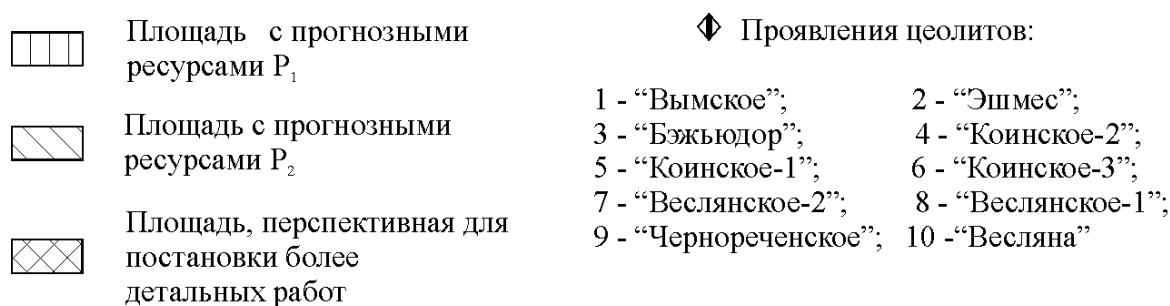 Площадь с прогнозными
ресурсами P₁
Площадь с прогнозными
ресурсами P₂
Площадь, перспективная для
постановки более
детальных работ
Проявления цеолитов:
1 - “Вымское”; 2 - “Эшмес”;
3 - “Бэжьюдор”; 4 - “Коинское-2”;
5 - “Коинское-1”; 6 - “Коинское-3”;
7 - “Веслянское-2”; 8 - “Веслянское-1”;
9 - “Чернореченское”; 10 -“Весляна”